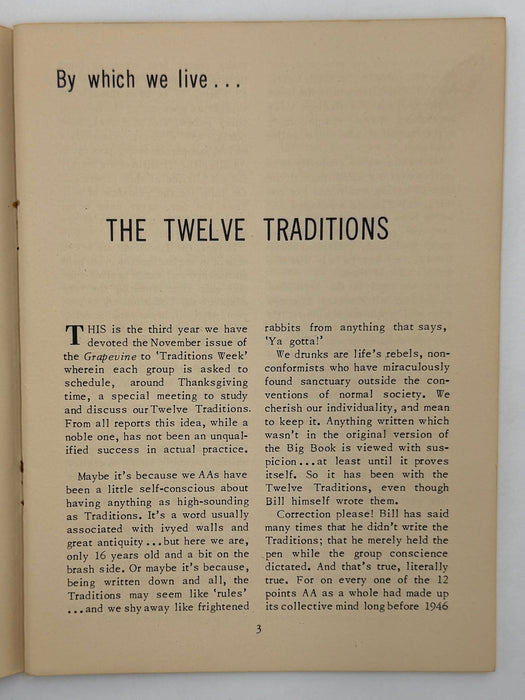 By which we live...
THE TWELVE TRADITIONS
THIS is the third year we have
devoted the November issue of
the Grapevine to 'Traditions Week'
wherein each group is asked to
schedule, around Thanksgiving
time, a special meeting to study
and discuss our Twelve Traditions.
From all reports this idea, while a
noble one, has not been an unqual-
ified success in actual practice.
Maybe it's because we AAs have
been a little self-conscious about
having anything as high-sounding
as Traditions. It's a word usually
associated with ivyed walls and
great antiquity...but here we are,
only 16 years old and a bit on the
brash side. Or maybe it's because,
being written down and all, the
Traditions may seem like 'rules'
...and we shy away like frightened
rabbits from anything that says,
'Ya gotta!'
We drunks are life's rebels, non-
conformists who have miraculously
found sanctuary outside the con-
ventions of normal society. We
cherish our individuality, and mean
to keep it. Anything written which
wasn't in the original version of
the Big Book is viewed with sus-
picion...at least until it proves
itself. So it has been with the
Twelve Traditions, even though
Bill himself wrote them.
Correction please! Bill has said
many times that he didn't write the
Traditions; that he merely held the
pen while the group conscience
dictated. And that's true, literally
true. For on every one of the 12
points AA as a whole had made up
its collective mind long before 1946
3